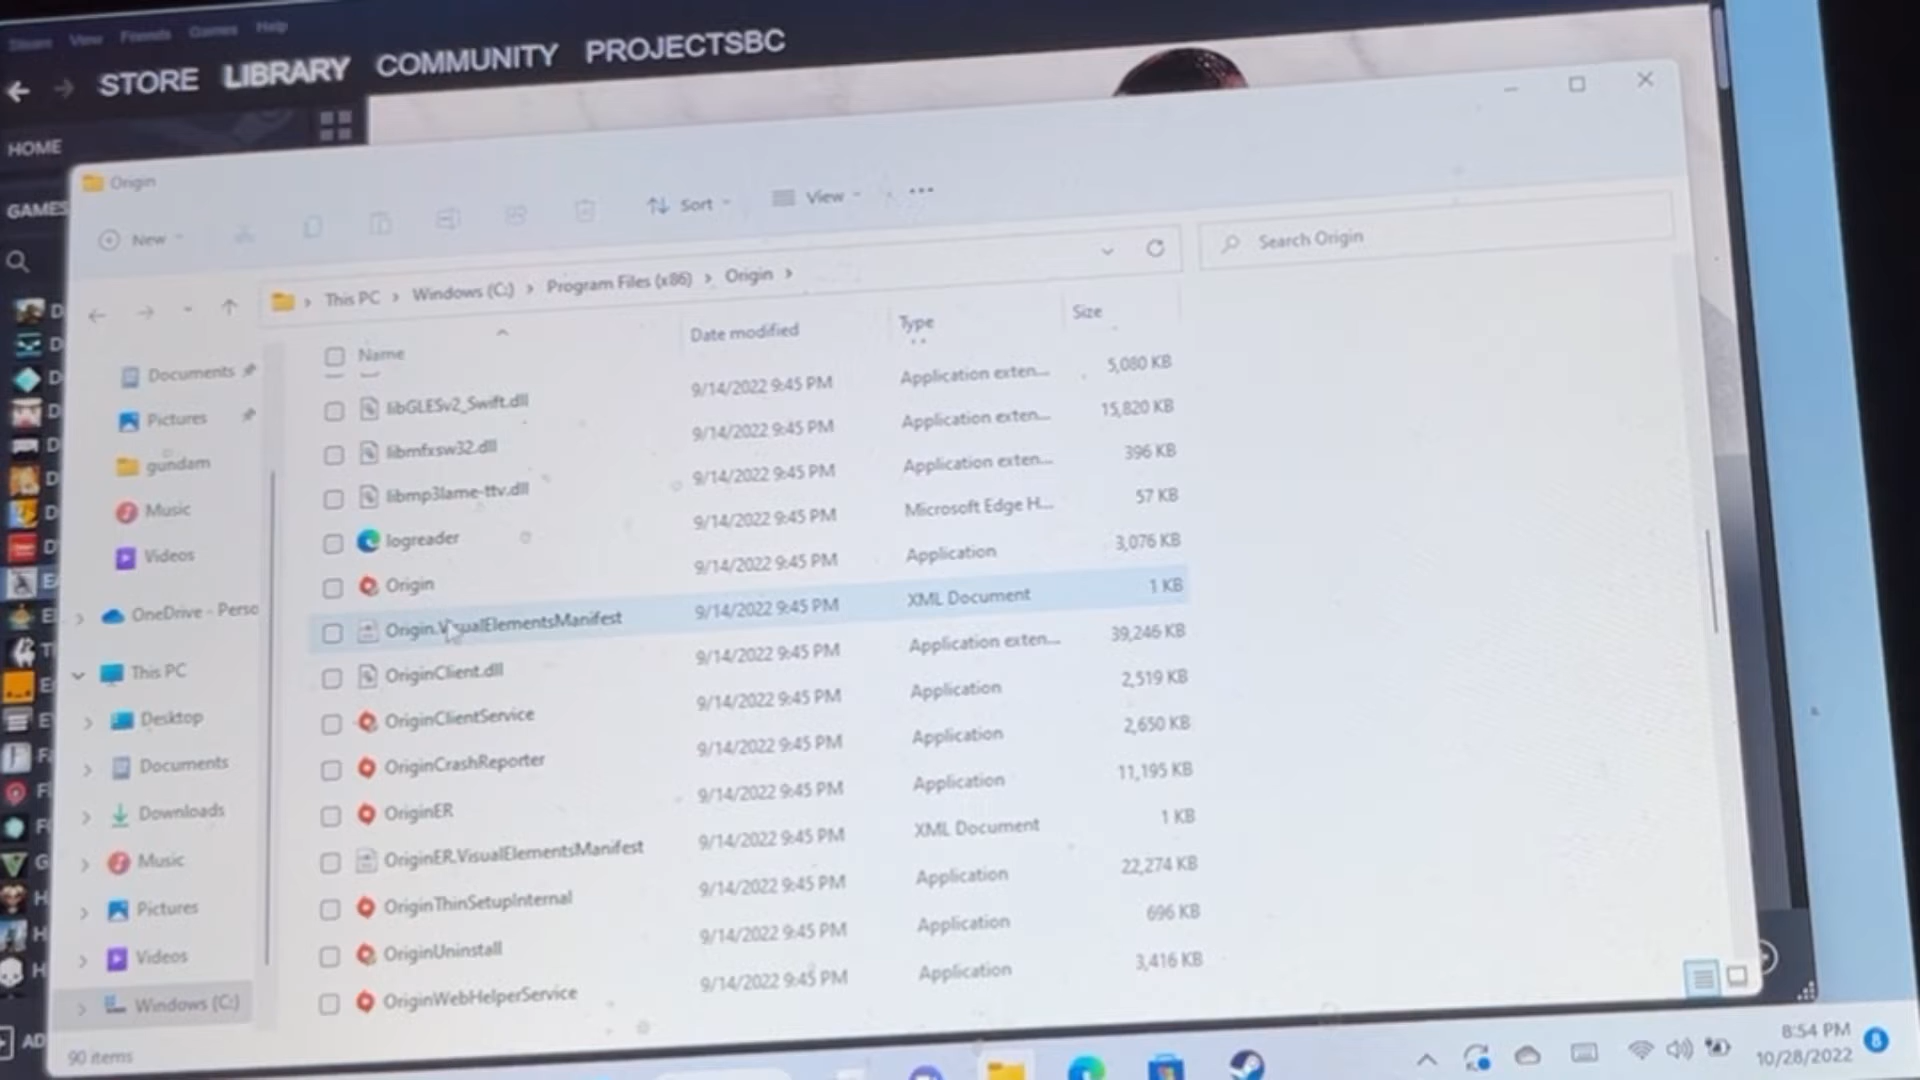 Steam View Friends Games Help
STORE LIBRARY COMMUNITY PROJECTSBC
HOME
GAMES
Origin
New Sort View ...
This PC > Windows (C:) > Program Files (x86) > Origin >
Search Origin
Name Date modified Type Size
9/14/2022 9:45 PM Application exten... 5,080 KB
libGLESv2_Swift.dll 9/14/2022 9:45 PM Application exten... 15,820 KB
libmfxsw32.dll 9/14/2022 9:45 PM Application exten... 396 KB
libmp3lame-ttv.dll 9/14/2022 9:45 PM Microsoft Edge H... 57 KB
logreader 9/14/2022 9:45 PM Application 3,076 KB
Origin 9/14/2022 9:45 PM XML Document 1 KB
Origin.VisualElementsManifest 9/14/2022 9:45 PM Application exten... 39,246 KB
OriginClient.dll 9/14/2022 9:45 PM Application 2,519 KB
OriginClientService 9/14/2022 9:45 PM Application 2,650 KB
OriginCrashReporter 9/14/2022 9:45 PM Application 11,195 KB
OriginER 9/14/2022 9:45 PM XML Document 1 KB
OriginER.VisualElementsManifest 9/14/2022 9:45 PM Application 22,274 KB
OriginThinSetupInternal 9/14/2022 9:45 PM Application 696 KB
OriginUninstall 9/14/2022 9:45 PM Application 3,416 KB
OriginWebHelperService
Documents
Pictures
gundam
Music
Videos
OneDrive - Perso
This PC
Desktop
Documents
Downloads
Music
Pictures
Videos
Windows (C:)
90 items
AD
8:54 PM
10/28/2022
8